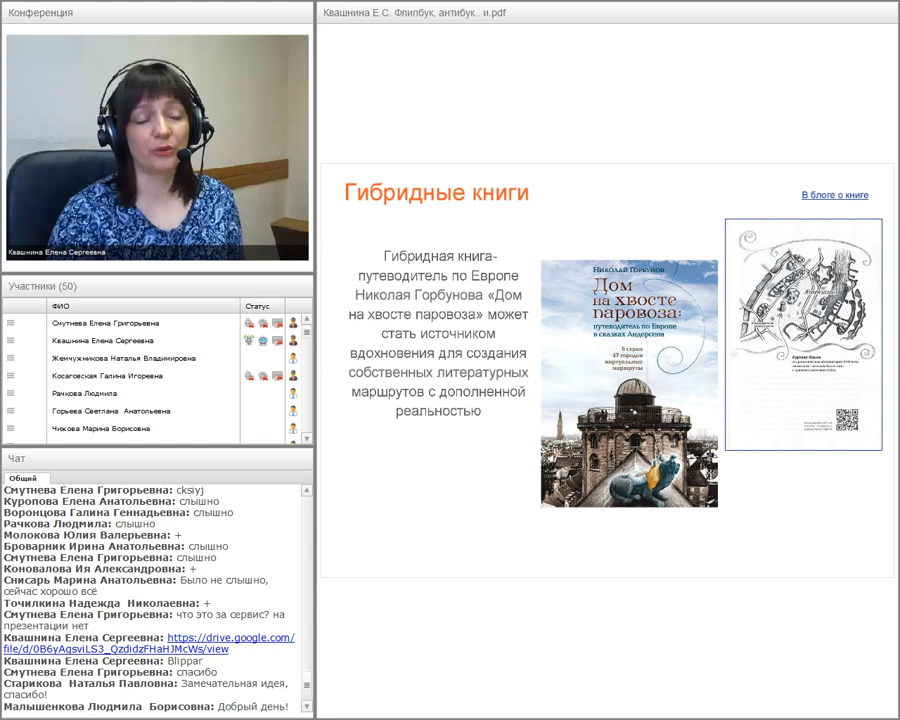 Конференция
Квашнина Елена Сергеевна
Участники (50)
ФИО
Статус
Смутнева Елена Григорьевна
Квашнина Елена Сергеевна
Жемчужникова Наталья Владимировна
Косаговская Галина Игоревна
Рачкова Людмила
Горьева Светлана Анатольевна
Чижова Марина Борисовна
Чат
Общий
Смутнева Елена Григорьевна: cksiyj
Куропова Елена Анатольевна: слышно
Воронцова Галина Геннадьевна: слышно
Рачкова Людмила: слышно
Молокова Юлия Валерьевна: +
Броварник Ирина Анатольевна: слышно
Смутнева Елена Григорьевна: слышно
Коновалова Ия Александровна: +
Снисарь Марина Анатольевна: Было не слышно,
сейчас хорошо всё
Точилкина Надежда Николаевна: +
Смутнева Елена Григорьевна: что это за сервис? на
презентации нет
Квашнина Елена Сергеевна: https://drive.google.com/
file/d/0B6yAqsviLS3_QzdidzFHaHJMcWs/view
Квашнина Елена Сергеевна: Blippar
Смутнева Елена Григорьевна: спасибо
Старикова Наталья Павловна: Замечательная идея,
спасибо!
Малышенкова Людмила Борисовна: Добрый день!
Квашнина Е.С. Флипбук, антибук.. и.pdf
Гибридные книги
В блоге о книге
Гибридная книга-
путеводитель по Европе
Николая Горбунова «Дом
на хвосте паровоза» может
стать источником
вдохновения для создания
собственных литературных
маршрутов с дополненной
реальностью
Николай Горбунов
Дом
на хвосте
паровоза:
путеводитель по Европе
в сказках Андерсена
6 стран
47 городов
виртуальные
маршруты